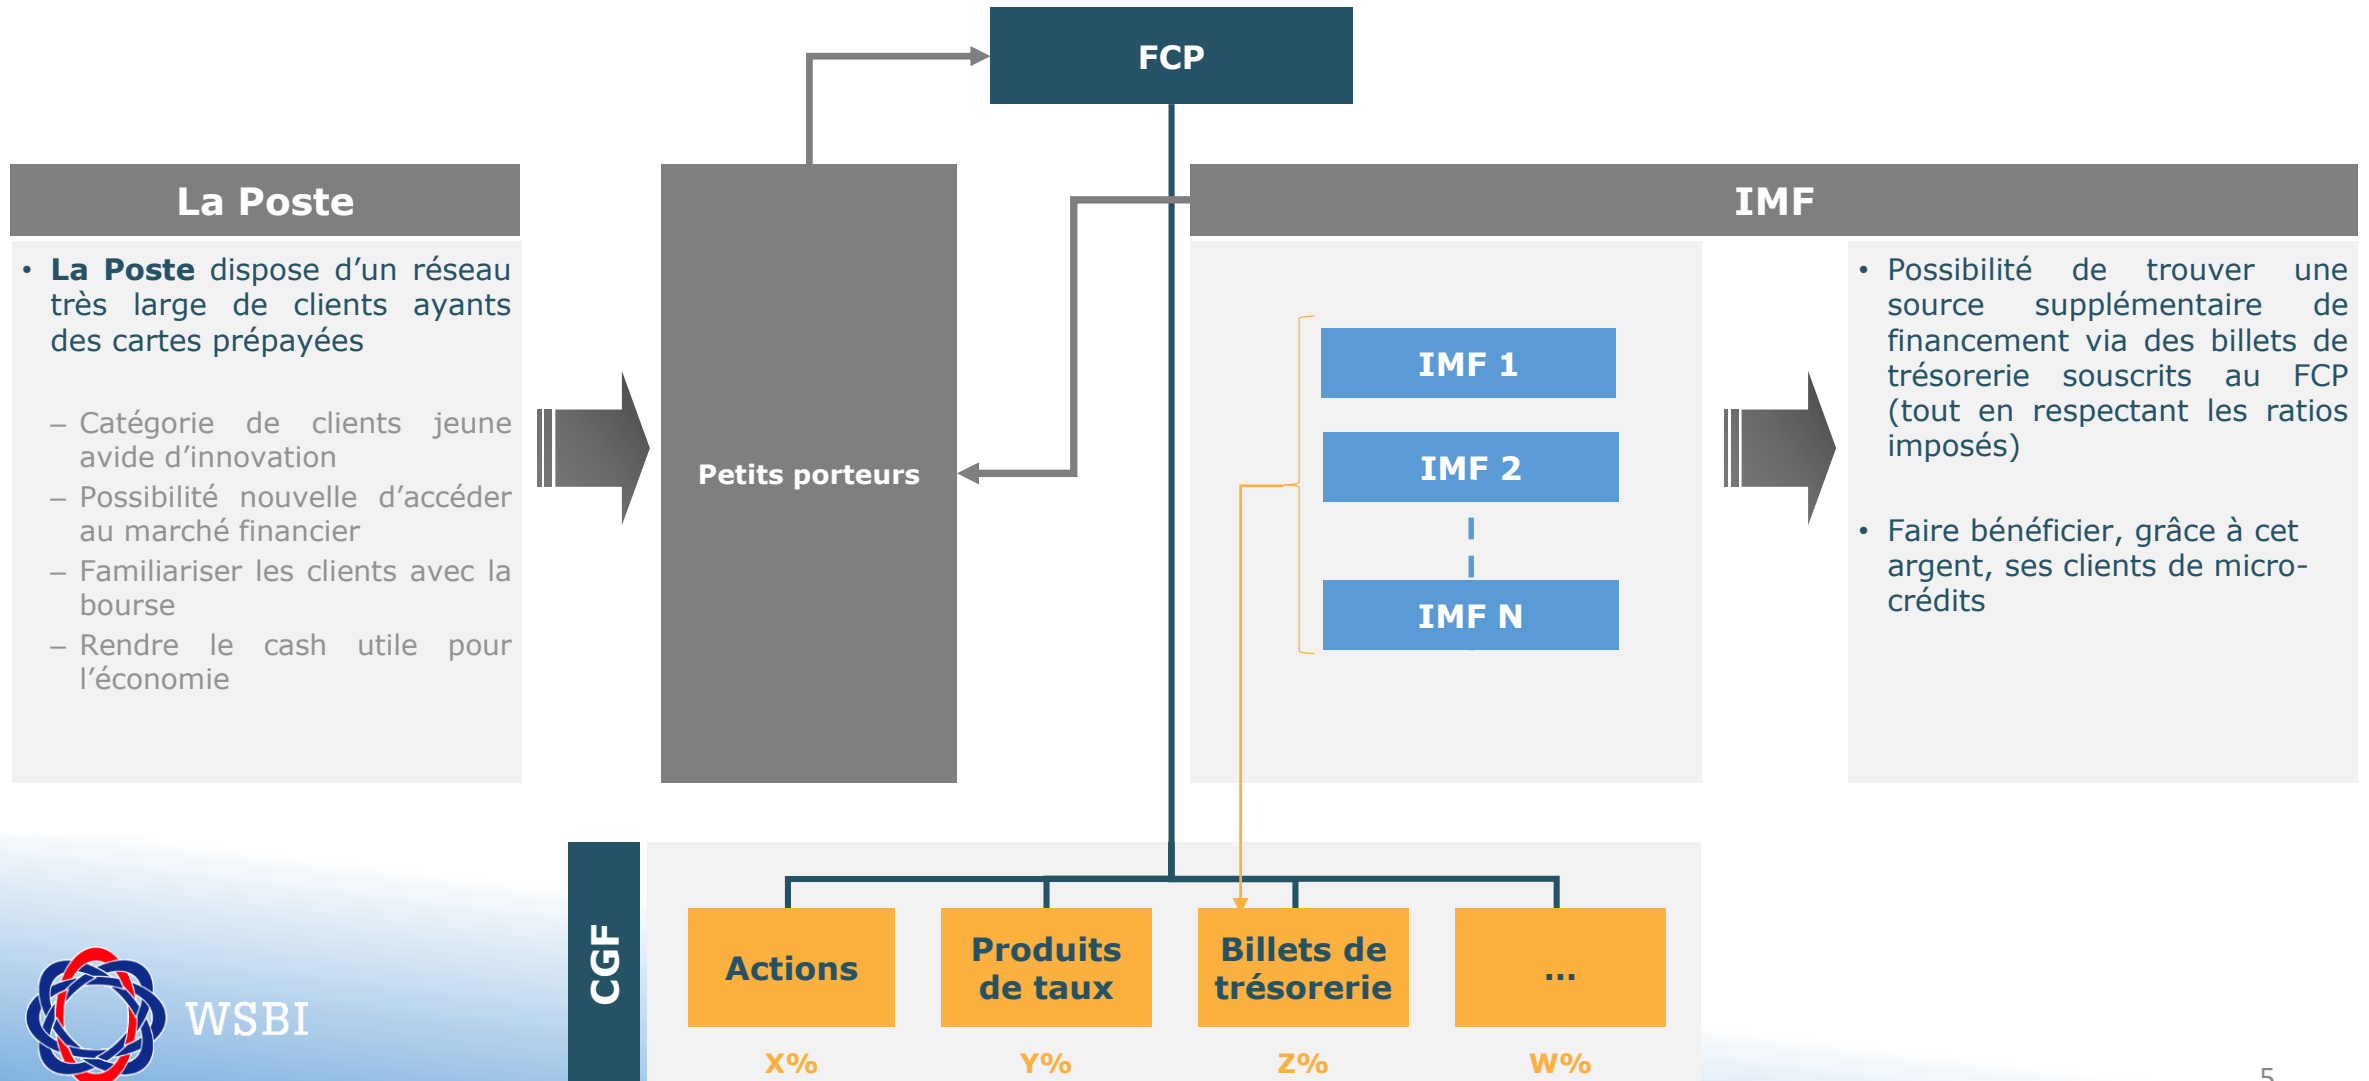 FCP
La Poste
• La Poste dispose d’un réseau
très large de clients ayants
des cartes prépayées
– Catégorie de clients jeune
avide d’innovation
– Possibilité nouvelle d’accéder
au marché financier
– Familiariser les clients avec la
bourse
– Rendre le cash utile pour
l’économie
Petits porteurs
IMF
IMF 1
IMF 2
IMF N
• Possibilité de trouver une
source supplémentaire de
financement via des billets de
trésorerie souscrits au FCP
(tout en respectant les ratios
imposés)
• Faire bénéficier, grâce à cet
argent, ses clients de micro-
crédits
CGF
Actions
Produits
de taux
Billets de
trésorerie
...
X%
Y%
Z%
W%
WSBI
5